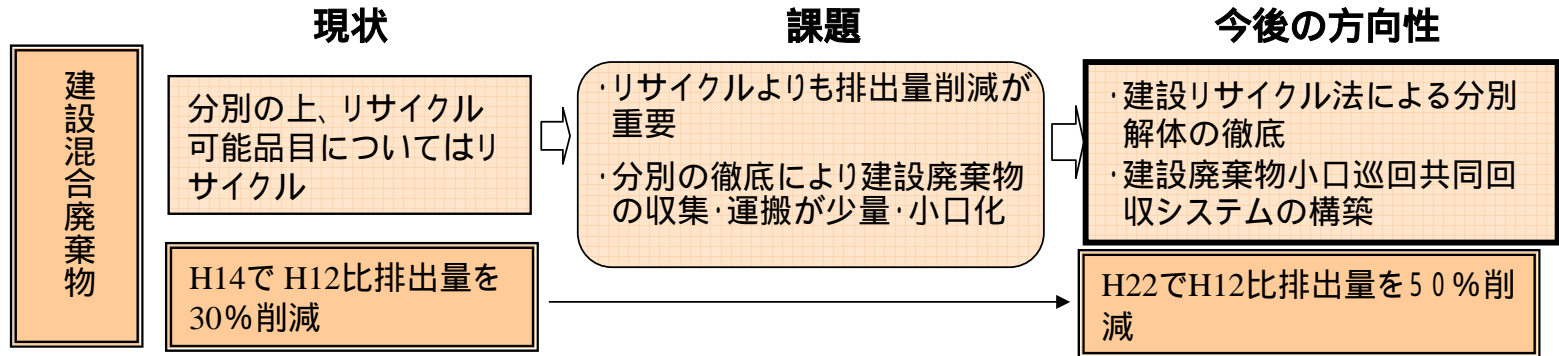 現状
課題
今後の方向性
建設混合廃棄物
分別の上、リサイクル
可能品目についてはリ
サイクル
・リサイクルよりも排出量削減が
重要
・分別の徹底により建設廃棄物
の収集・運搬が少量・小口化
・建設リサイクル法による分別
解体の徹底
・建設廃棄物小口巡回共同回
収システムの構築
H14で H12比排出量を
30%削減
H22でH12比排出量を50%削
減